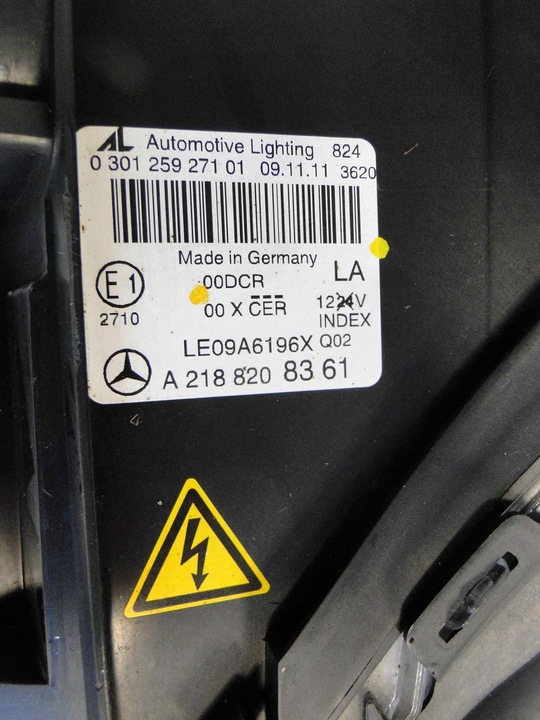 AL Automotive Lighting 824
0 301 259 271 01 09.11.11 3620
Made in Germany
00DCR LA
E1
00 X CER 12 24V
2710 INDEX
LE09A6196X Q02
A 218 820 83 61